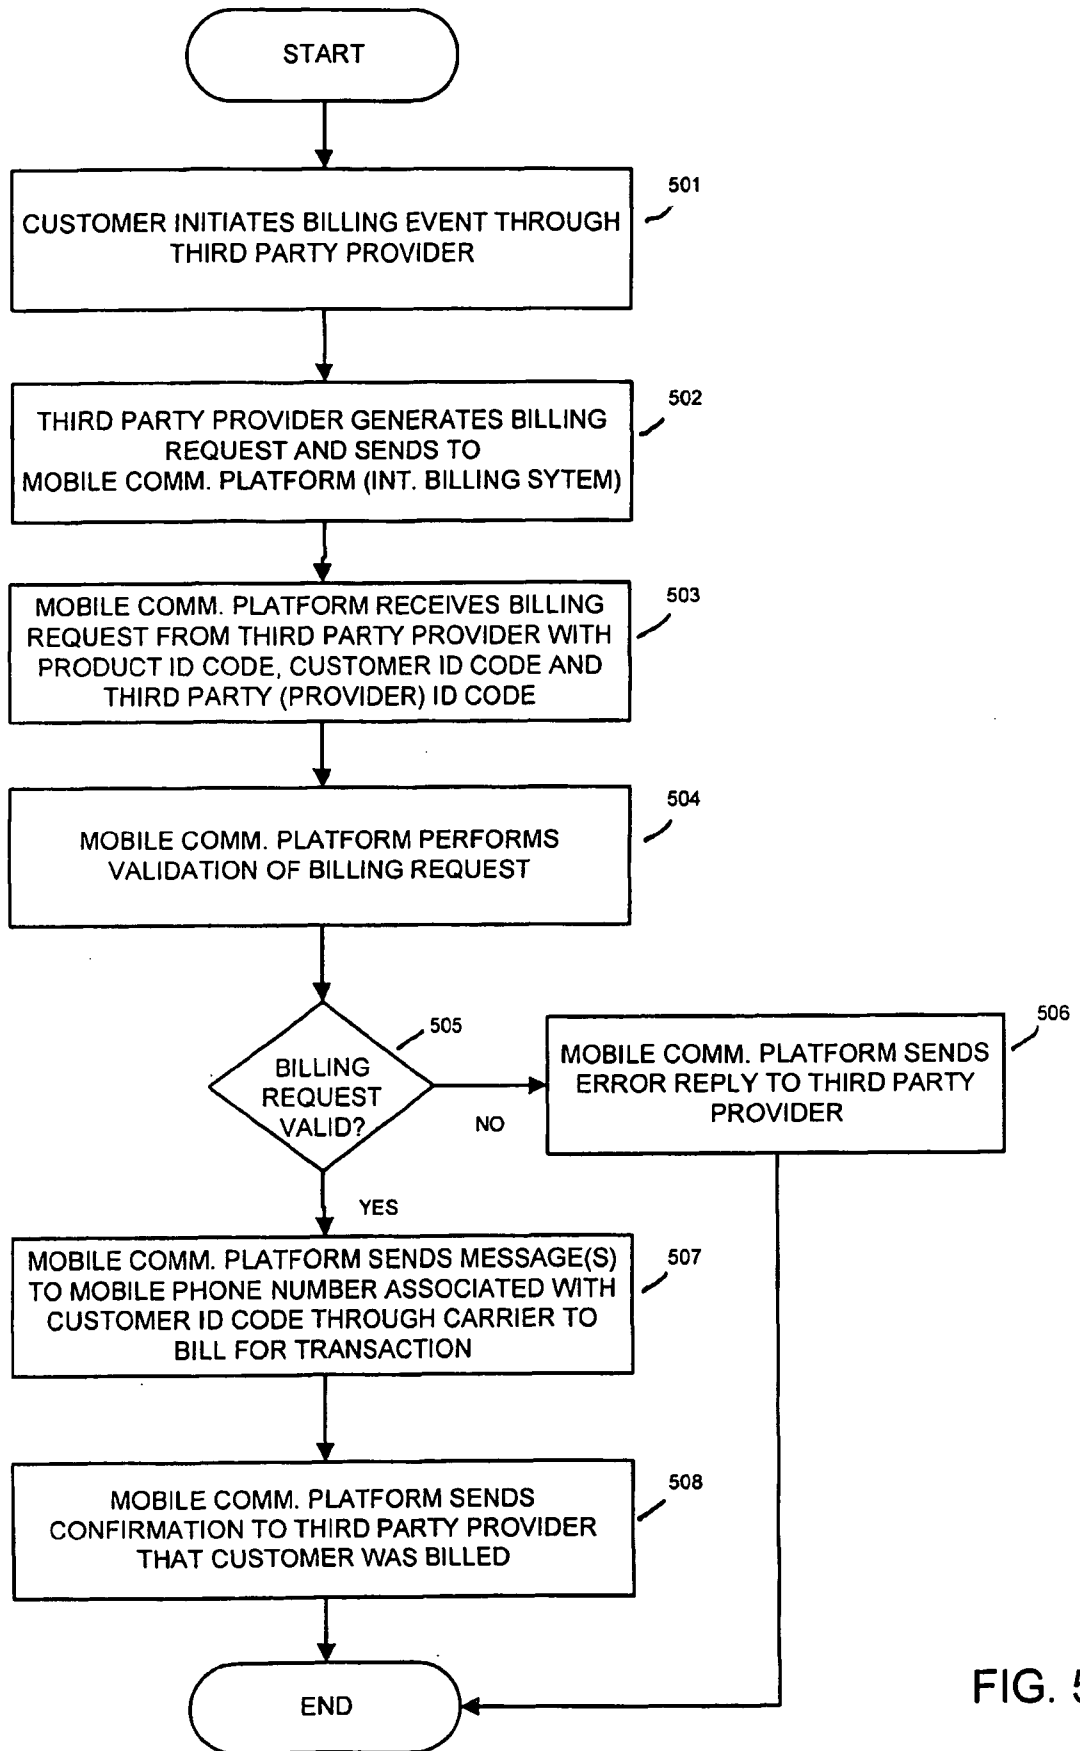 START
501
CUSTOMER INITIATES BILLING EVENT THROUGH
THIRD PARTY PROVIDER
502
THIRD PARTY PROVIDER GENERATES BILLING
REQUEST AND SENDS TO
MOBILE COMM. PLATFORM (INT. BILLING SYTEM)
503
MOBILE COMM. PLATFORM RECEIVES BILLING
REQUEST FROM THIRD PARTY PROVIDER WITH
PRODUCT ID CODE, CUSTOMER ID CODE AND
THIRD PARTY (PROVIDER) ID CODE
504
MOBILE COMM. PLATFORM PERFORMS
VALIDATION OF BILLING REQUEST
505
BILLING
REQUEST
VALID?
NO
506
MOBILE COMM. PLATFORM SENDS
ERROR REPLY TO THIRD PARTY
PROVIDER
YES
507
MOBILE COMM. PLATFORM SENDS MESSAGE(S)
TO MOBILE PHONE NUMBER ASSOCIATED WITH
CUSTOMER ID CODE THROUGH CARRIER TO
BILL FOR TRANSACTION
508
MOBILE COMM. PLATFORM SENDS
CONFIRMATION TO THIRD PARTY PROVIDER
THAT CUSTOMER WAS BILLED
END
FIG. 5